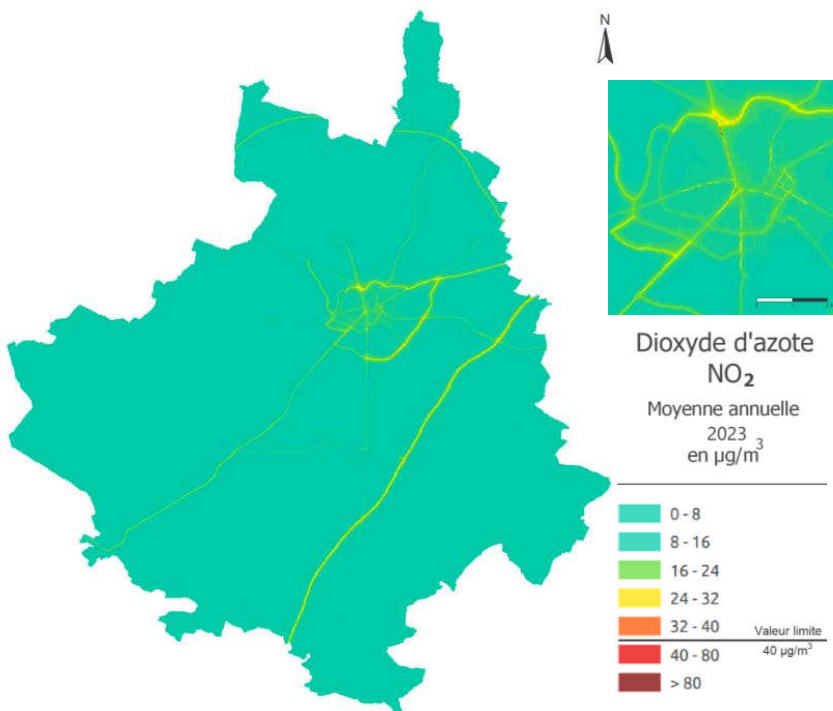 N
Dioxyde d'azote
NO₂
Moyenne annuelle
2023
en µg/m³
0 - 8
8 - 16
16 - 24
24 - 32
32 - 40
Valeur limite
40 µg/m³
40 - 80
> 80